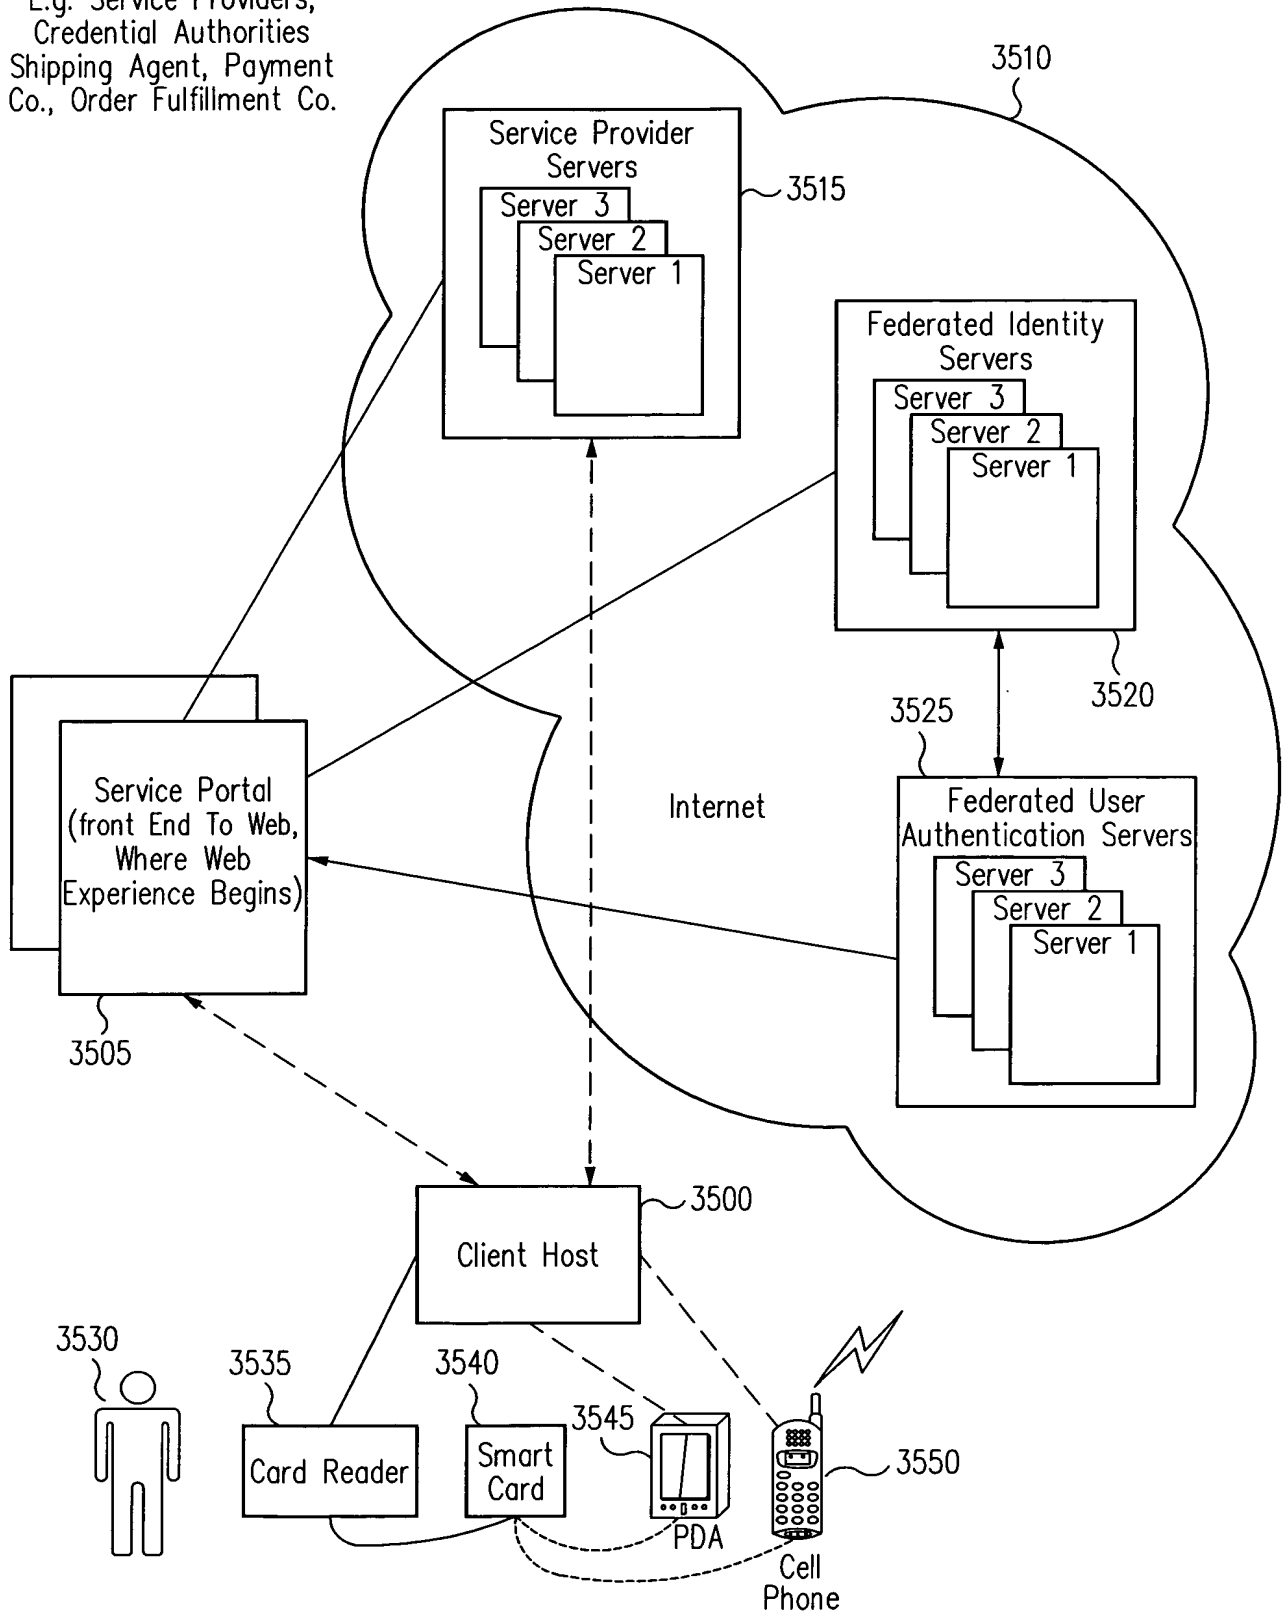 E.g. Service Providers,
Credential Authorities
Shipping Agent, Payment
Co., Order Fulfillment Co.
3510
Service Provider
Servers
Server 3
Server 2
Server 1
3515
Federated Identity
Servers
Server 3
Server 2
Server 1
3520
3525
Federated User
Authentication Servers
Server 3
Server 2
Server 1
Internet
Service Portal
(front End To Web,
Where Web
Experience Begins)
3505
3500
Client Host
3530
3535
Card Reader
3540
Smart
Card
3545
PDA
3550
Cell
Phone